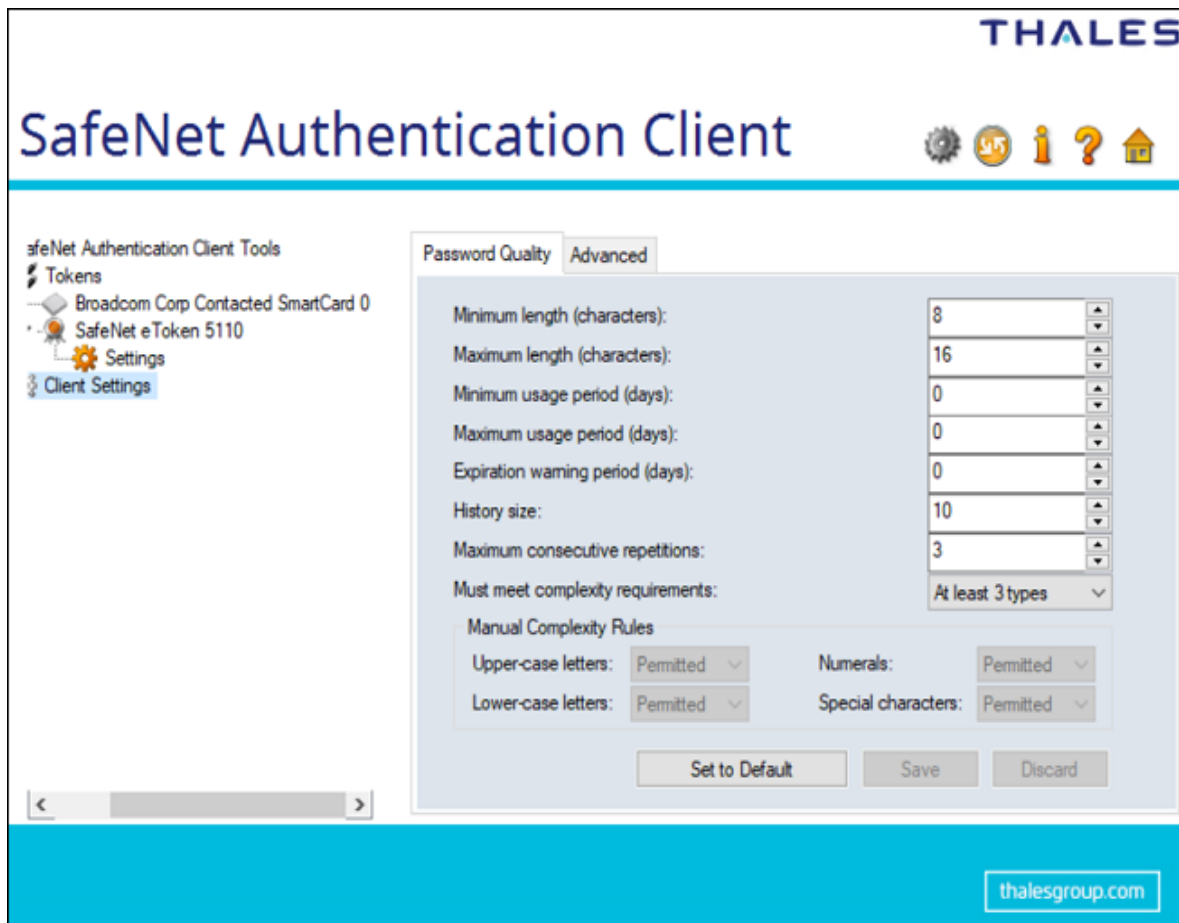 THALES
SafeNet Authentication Client
afeNet Authentication Client Tools
Tokens
Broadcom Corp Contacted SmartCard 0
SafeNet eToken 5110
Settings
Client Settings
Password Quality
Advanced
Minimum length (characters): 8
Maximum length (characters): 16
Minimum usage period (days): 0
Maximum usage period (days): 0
Expiration warning period (days): 0
History size: 10
Maximum consecutive repetitions: 3
Must meet complexity requirements: At least 3 types
Manual Complexity Rules
Upper-case letters: Permitted Numerals: Permitted
Lower-case letters: Permitted Special characters: Permitted
Set to Default Save Discard
thalesgroup.com